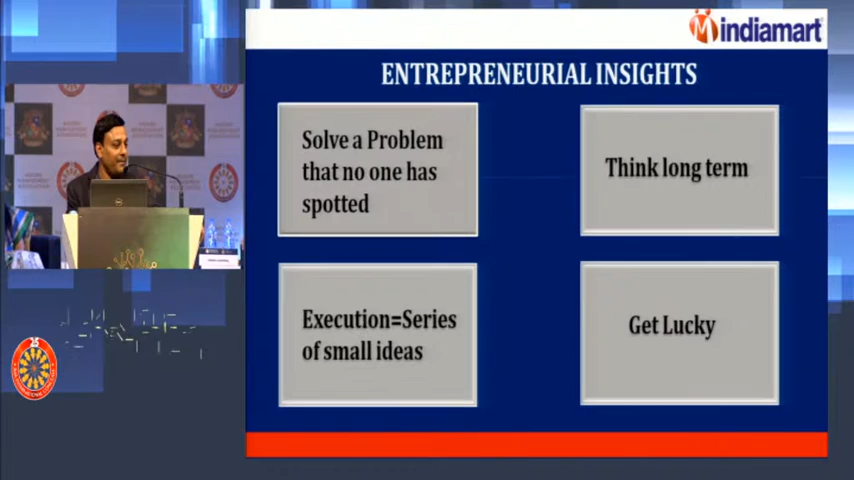 indiamart
ENTREPRENEURIAL INSIGHTS
Solve a Problem
that no one has
spotted
Think long term
Execution=Series
of small ideas
Get Lucky
25